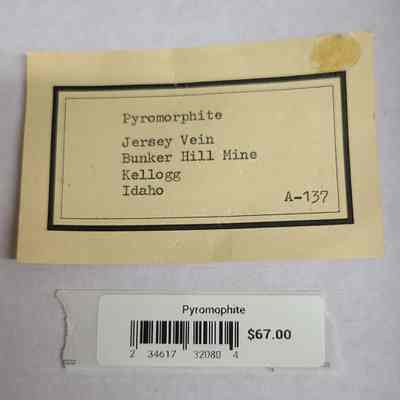 Pyromorphite
Jersey Vein
Bunker Hill Mine
Kellogg
Idaho
A-137
Pyromophite
$67.00
2 34617 32080 4